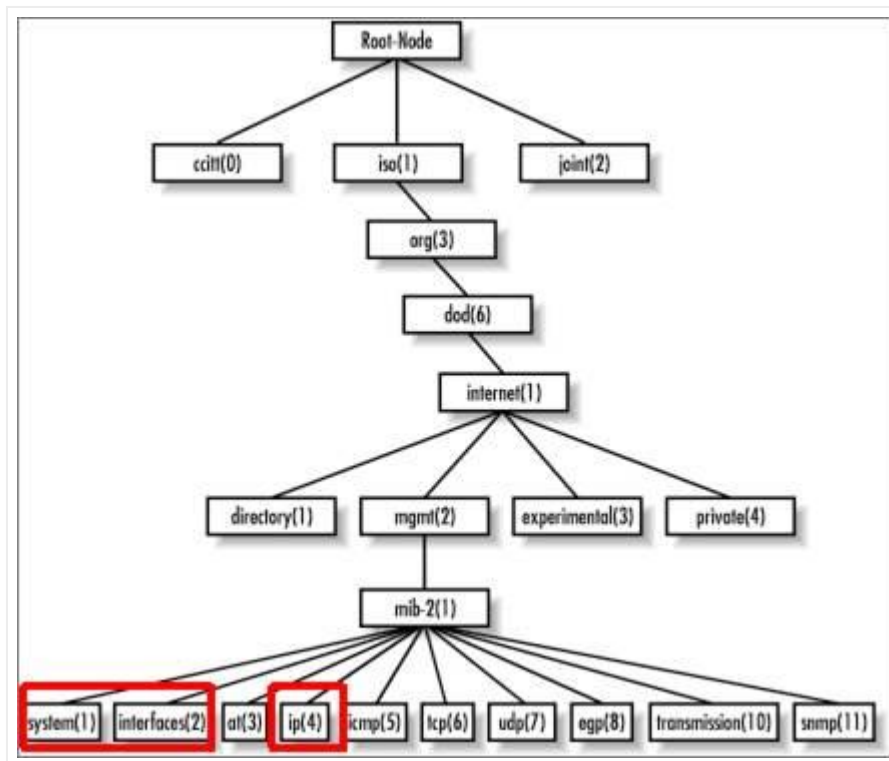 Root-Node
ccitt(0) iso(1) joint(2)
org(3)
dod(6)
internet(1)
directory(1) mgmt(2) experimental(3) private(4)
mib-2(1)
system(1) interfaces(2) at(3) ip(4) icmp(5) tcp(6) udp(7) egp(8) transmission(10) snmp(11)